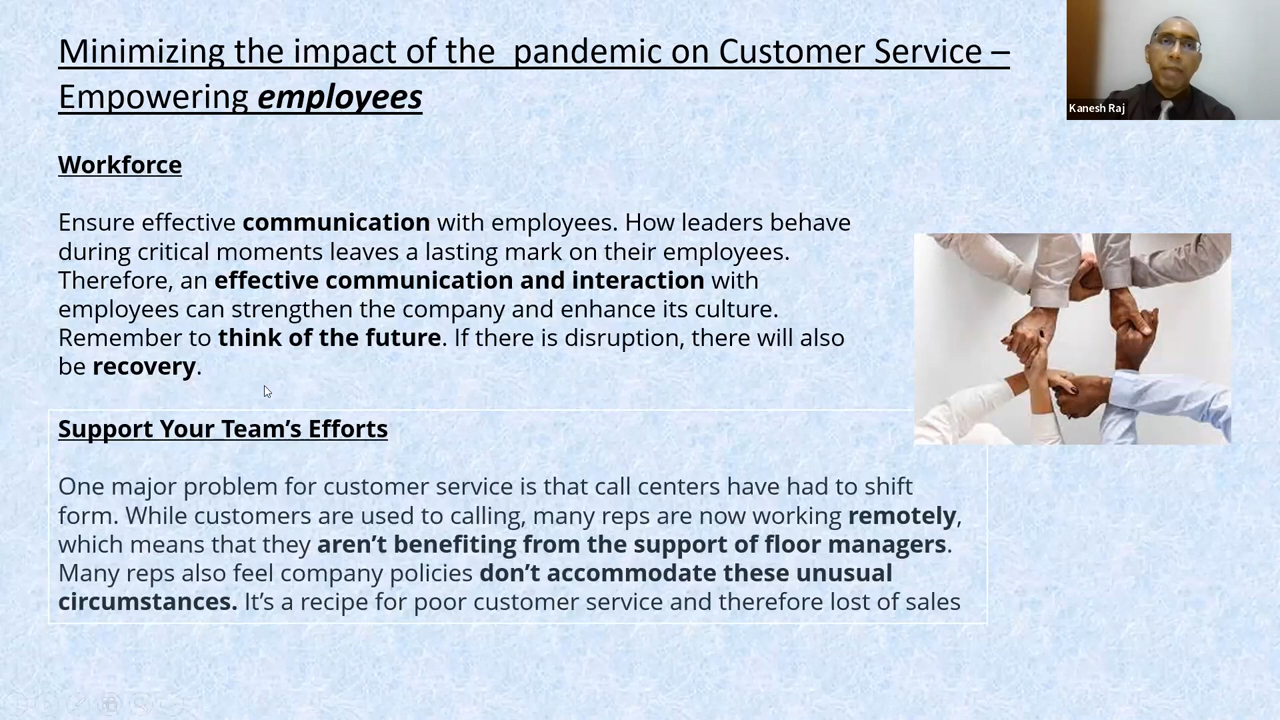 Minimizing the impact of the  pandemic on Customer Service –
Empowering employees
Kanesh Raj
Workforce
Ensure effective communication with employees. How leaders behave
during critical moments leaves a lasting mark on their employees.
Therefore, an effective communication and interaction with
employees can strengthen the company and enhance its culture.
Remember to think of the future. If there is disruption, there will also
be recovery.
Support Your Team’s Efforts
One major problem for customer service is that call centers have had to shift
form. While customers are used to calling, many reps are now working remotely,
which means that they aren’t benefiting from the support of floor managers.
Many reps also feel company policies don’t accommodate these unusual
circumstances. It’s a recipe for poor customer service and therefore lost of sales